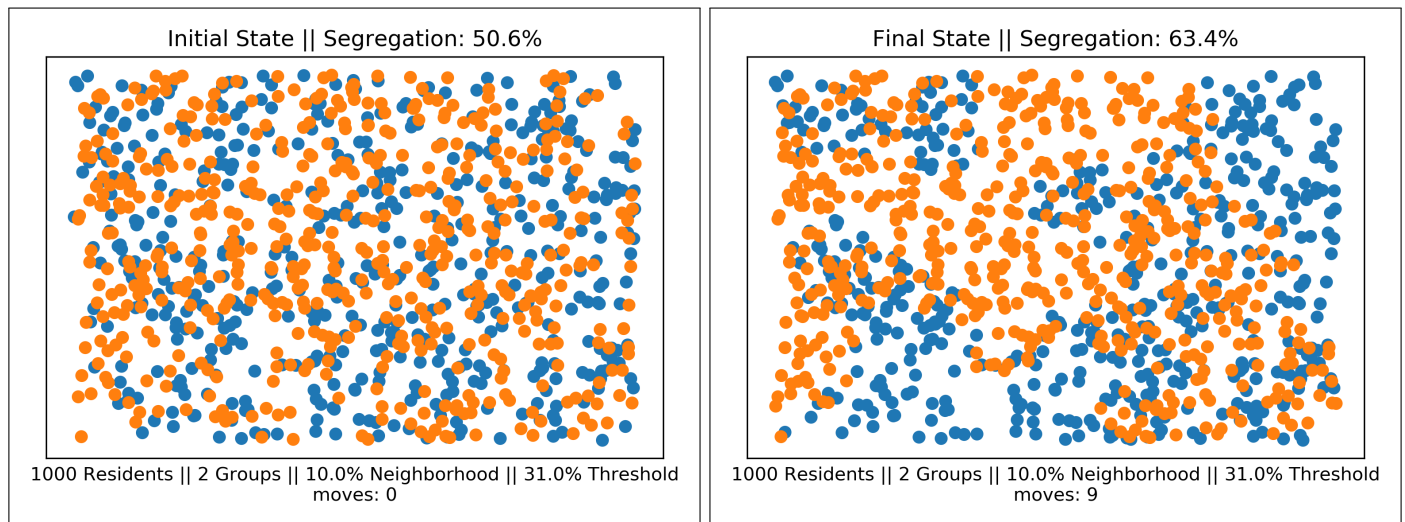 Initial State || Segregation: 50.6%
1000 Residents || 2 Groups || 10.0% Neighborhood || 31.0% Threshold
moves: 0
Final State || Segregation: 63.4%
1000 Residents || 2 Groups || 10.0% Neighborhood || 31.0% Threshold
moves: 9